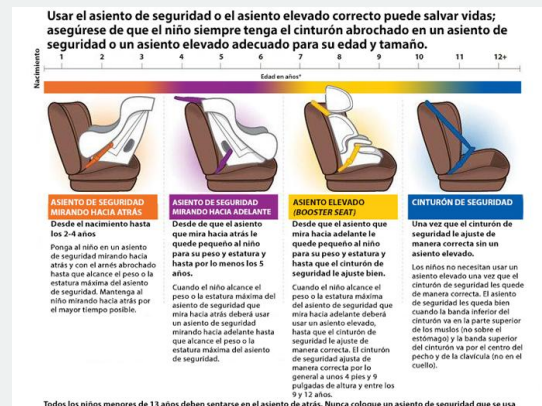 Usar el asiento de seguridad o el asiento elevado correcto puede salvar vidas;
asegúrese de que el niño siempre tenga el cinturón abrochado en un asiento de
seguridad o un asiento elevado adecuado para su edad y tamaño.
Nacimiento
1 2 3 4 5 6 7 8 9 10 11 12+
Edad en años*
ASIENTO DE SEGURIDAD
MIRANDO HACIA ATRÁS
Desde el nacimiento hasta
los 2-4 años
Ponga al niño en un asiento
de seguridad mirando hacia
atrás y con el arnés abrochado
hasta que alcance el peso o la
estatura máxima del asiento
de seguridad. Mantenga al
niño mirando hacia atrás por
el mayor tiempo posible.
ASIENTO DE SEGURIDAD
MIRANDO HACIA ADELANTE
Desde de que el asiento
que mira hacia atrás le
quede pequeño al niño
para su peso y estatura y
hasta por lo menos los 5
años.
Cuando el niño alcance el
peso o la estatura máxima del
asiento de seguridad que
mira hacia atrás deberá usar
un asiento de seguridad
mirando hacia adelante hasta
que alcance el peso o la
estatura máxima del asiento
de seguridad.
ASIENTO ELEVADO
(BOOSTER SEAT)
Desde que el asiento que
mira hacia adelante le
quede pequeño al niño
para su peso y estatura y
hasta que el cinturón de
seguridad le ajuste bien.
Cuando el niño alcance el
peso o la estatura máxima
del asiento de seguridad que
mira hacia adelante deberá
usar un asiento elevado,
hasta que el cinturón de
seguridad le ajuste de
manera correcta. El cinturón
de seguridad ajusta de
manera correcta por lo
general a unos 4 pies y 9
pulgadas de altura y entre los
9 y 12 años.
CINTURÓN DE SEGURIDAD
Una vez que el cinturón de
seguridad le ajuste de
manera correcta sin un
asiento elevado.
Los niños no necesitan usar un
asiento elevado una vez que el
cinturón de seguridad les quede
de manera correcta. El asiento
de seguridad les queda bien
cuando la banda inferior del
cinturón va en la parte superior
de los muslos (no sobre el
estómago) y la banda superior
del cinturón va por el centro del
pecho y de la clavícula (no en el
cuello).
Todos los niños menores de 13 años deben sentarse en el asiento de atrás. Nunca coloque un asiento de seguridad que se usa